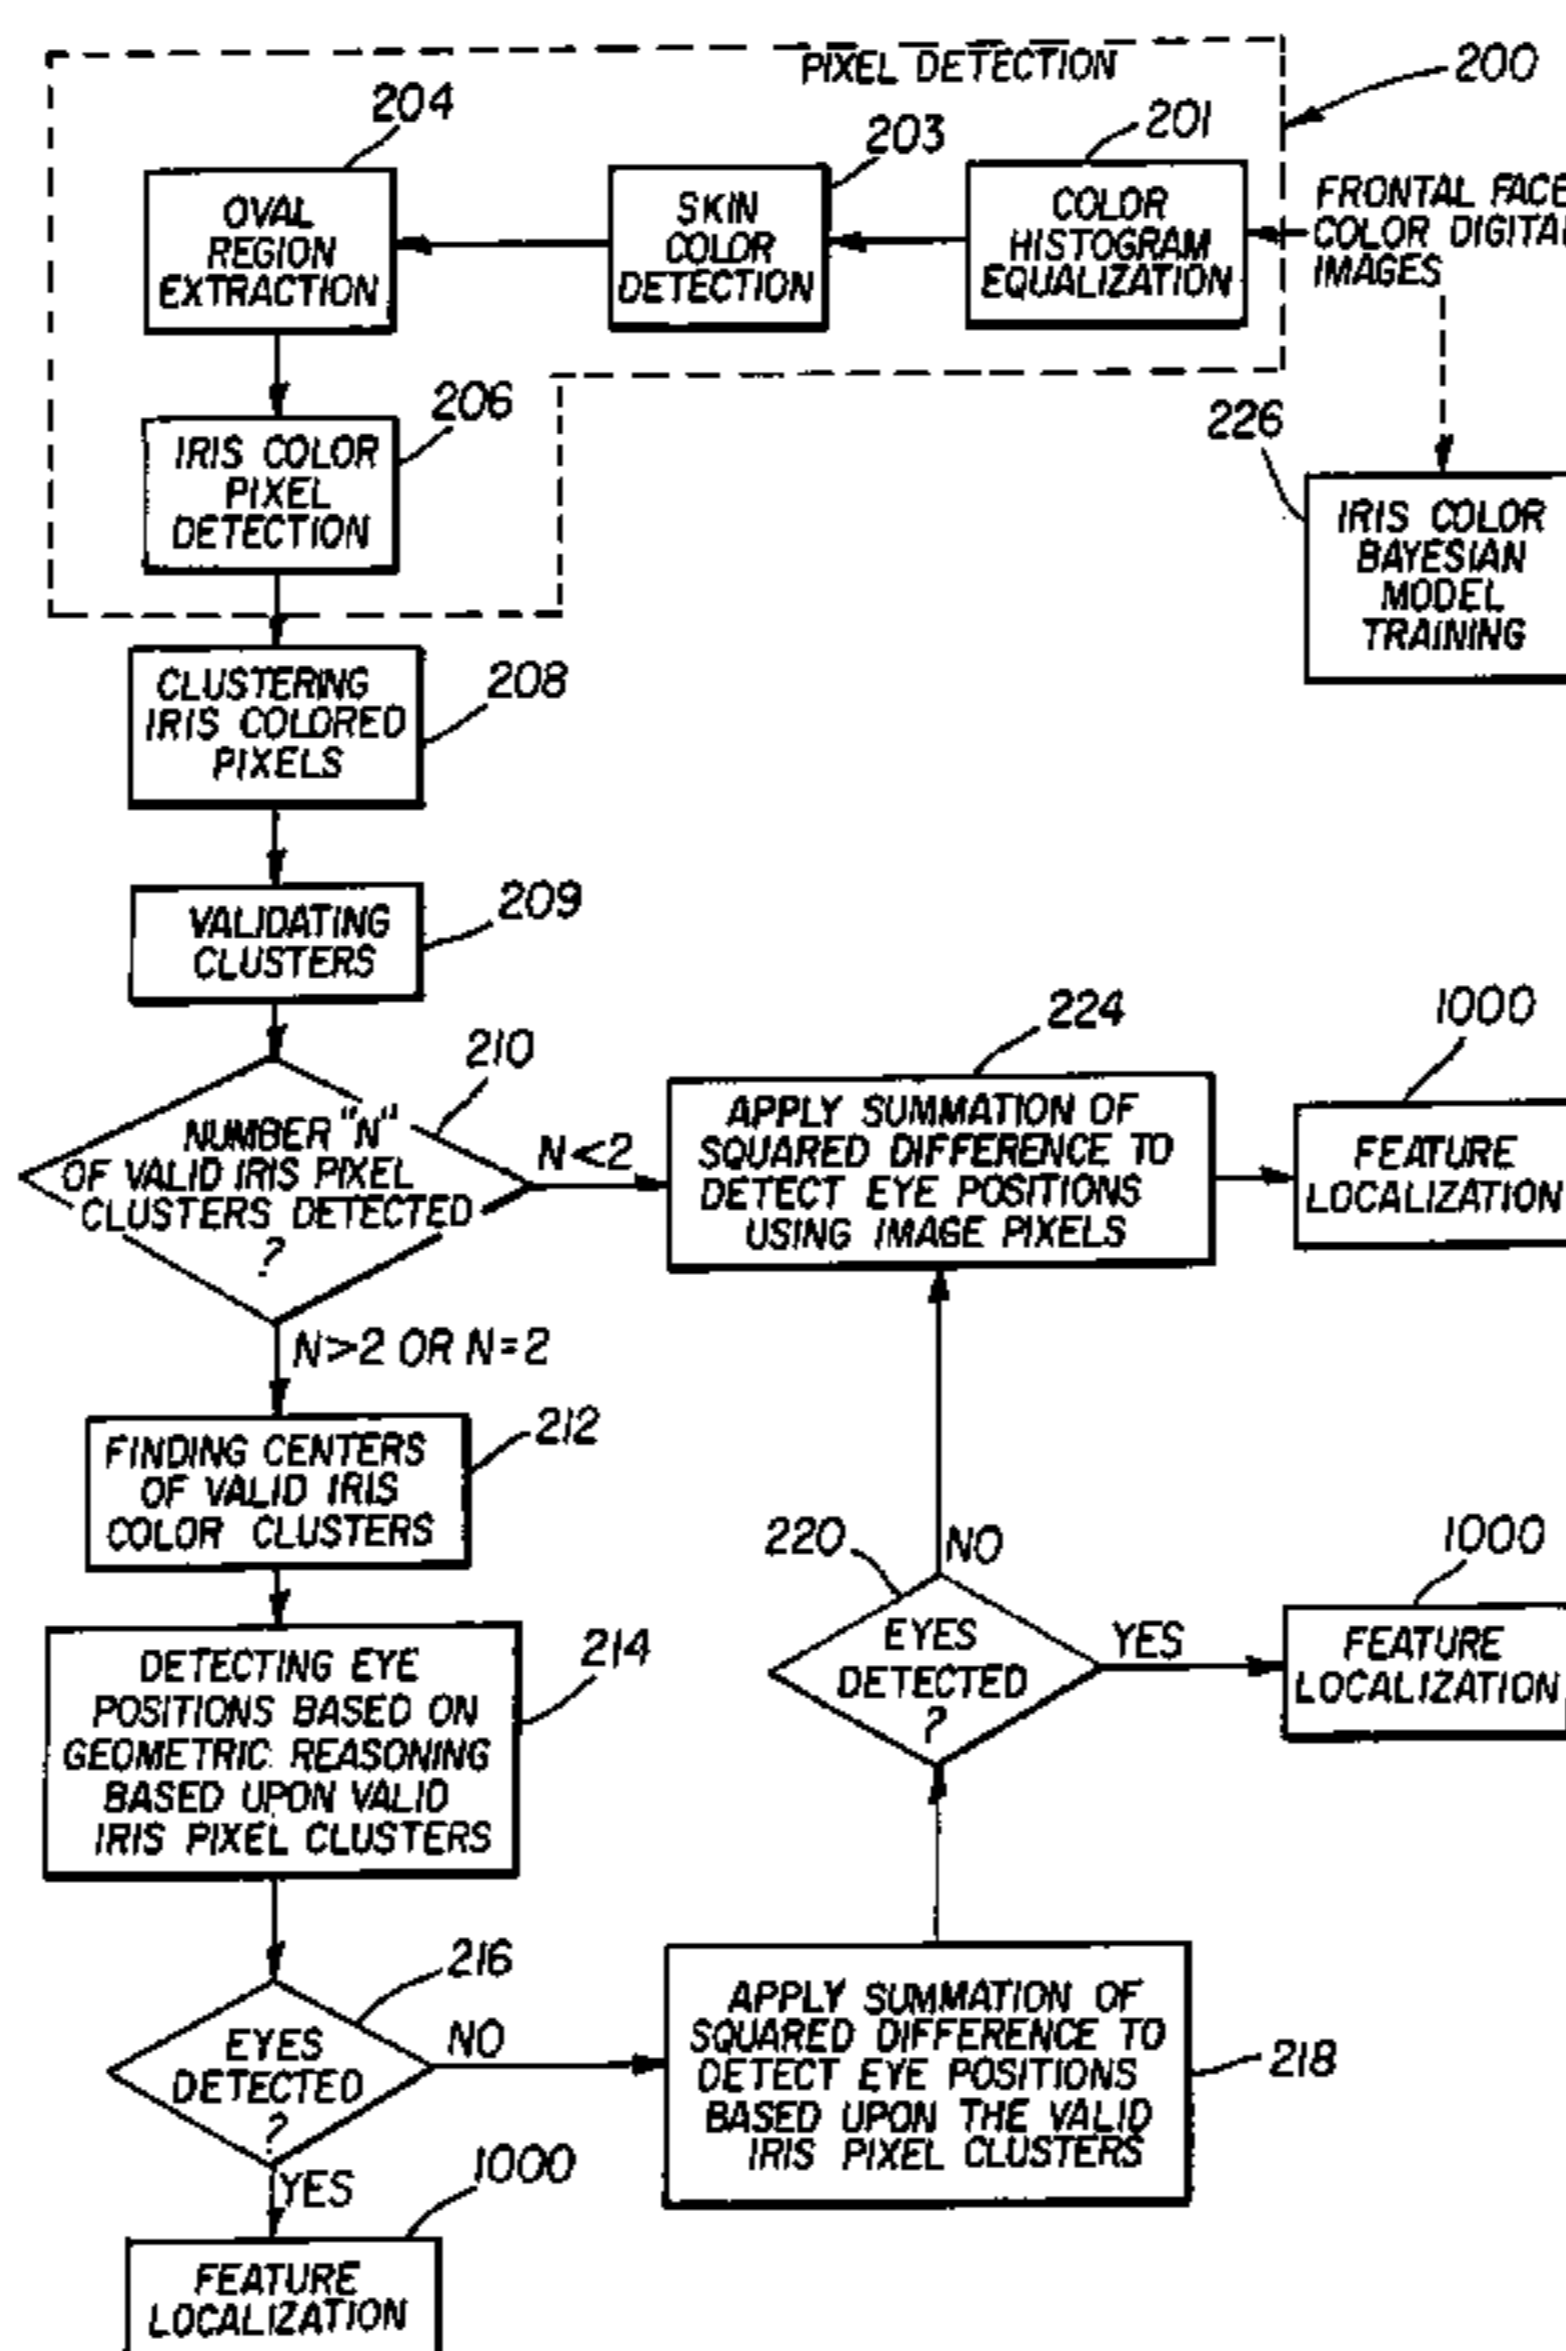 PIXEL DETECTION
200
204
203
201
OVAL
REGION
EXTRACTION
SKIN
COLOR
DETECTION
COLOR
HISTOGRAM
EQUALIZATION
FRONTAL FACE
COLOR DIGITAL
IMAGES
206
IRIS COLOR
PIXEL
DETECTION
226
IRIS COLOR
BAYESIAN
MODEL
TRAINING
208
CLUSTERING
IRIS COLORED
PIXELS
209
VALIDATING
CLUSTERS
210
NUMBER "N"
OF VALID IRIS PIXEL
CLUSTERS DETECTED
?
N<2
224
APPLY SUMMATION OF
SQUARED DIFFERENCE TO
DETECT EYE POSITIONS
USING IMAGE PIXELS
1000
FEATURE
LOCALIZATION
N>2 OR N=2
212
FINDING CENTERS
OF VALID IRIS
COLOR CLUSTERS
220
NO
EYES
DETECTED
?
YES
1000
FEATURE
LOCALIZATION
214
DETECTING EYE
POSITIONS BASED ON
GEOMETRIC REASONING
BASED UPON VALID
IRIS PIXEL CLUSTERS
216
EYES
DETECTED
?
NO
APPLY SUMMATION OF
SQUARED DIFFERENCE TO
DETECT EYE POSITIONS
BASED UPON THE VALID
IRIS PIXEL CLUSTERS
218
YES
1000
FEATURE
LOCALIZATION